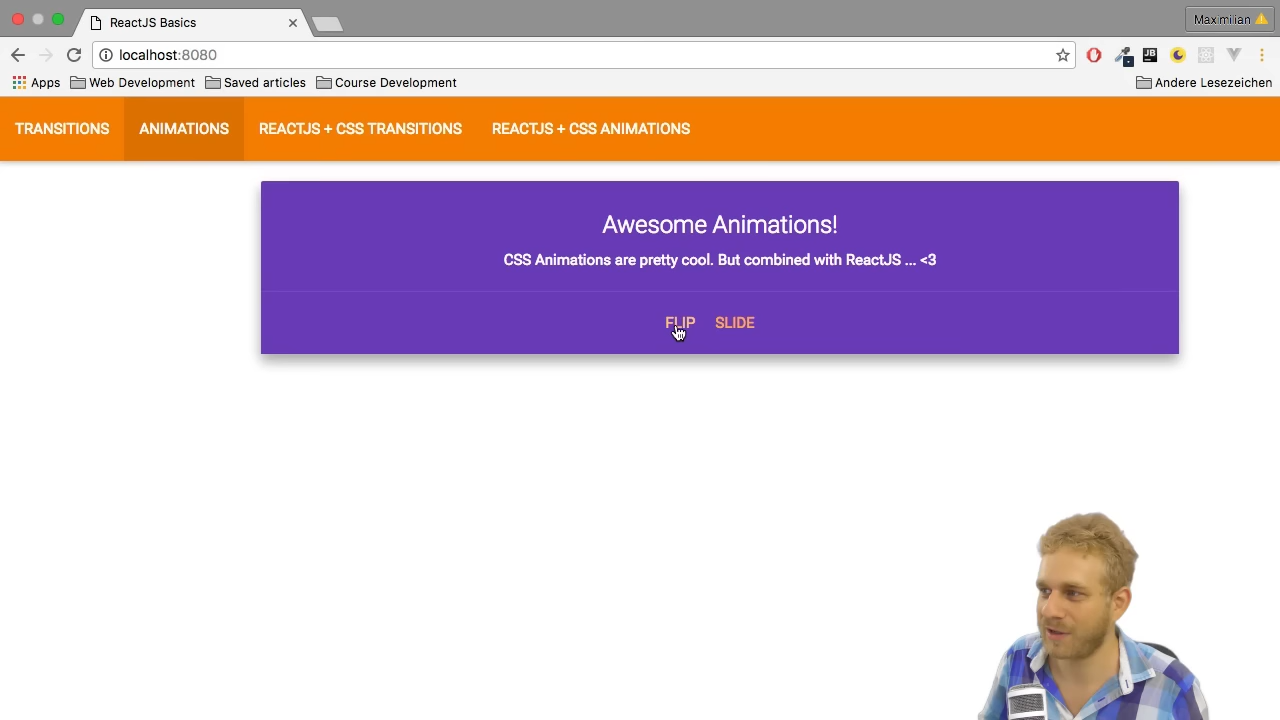 ReactJS Basics
Maximilian
localhost:8080
JB
Apps
Web Development
Saved articles
Course Development
Andere Lesezeichen
TRANSITIONS
ANIMATIONS
REACTJS + CSS TRANSITIONS
REACTJS + CSS ANIMATIONS
Awesome Animations!
CSS Animations are pretty cool. But combined with ReactJS ... <3
FLIP
SLIDE